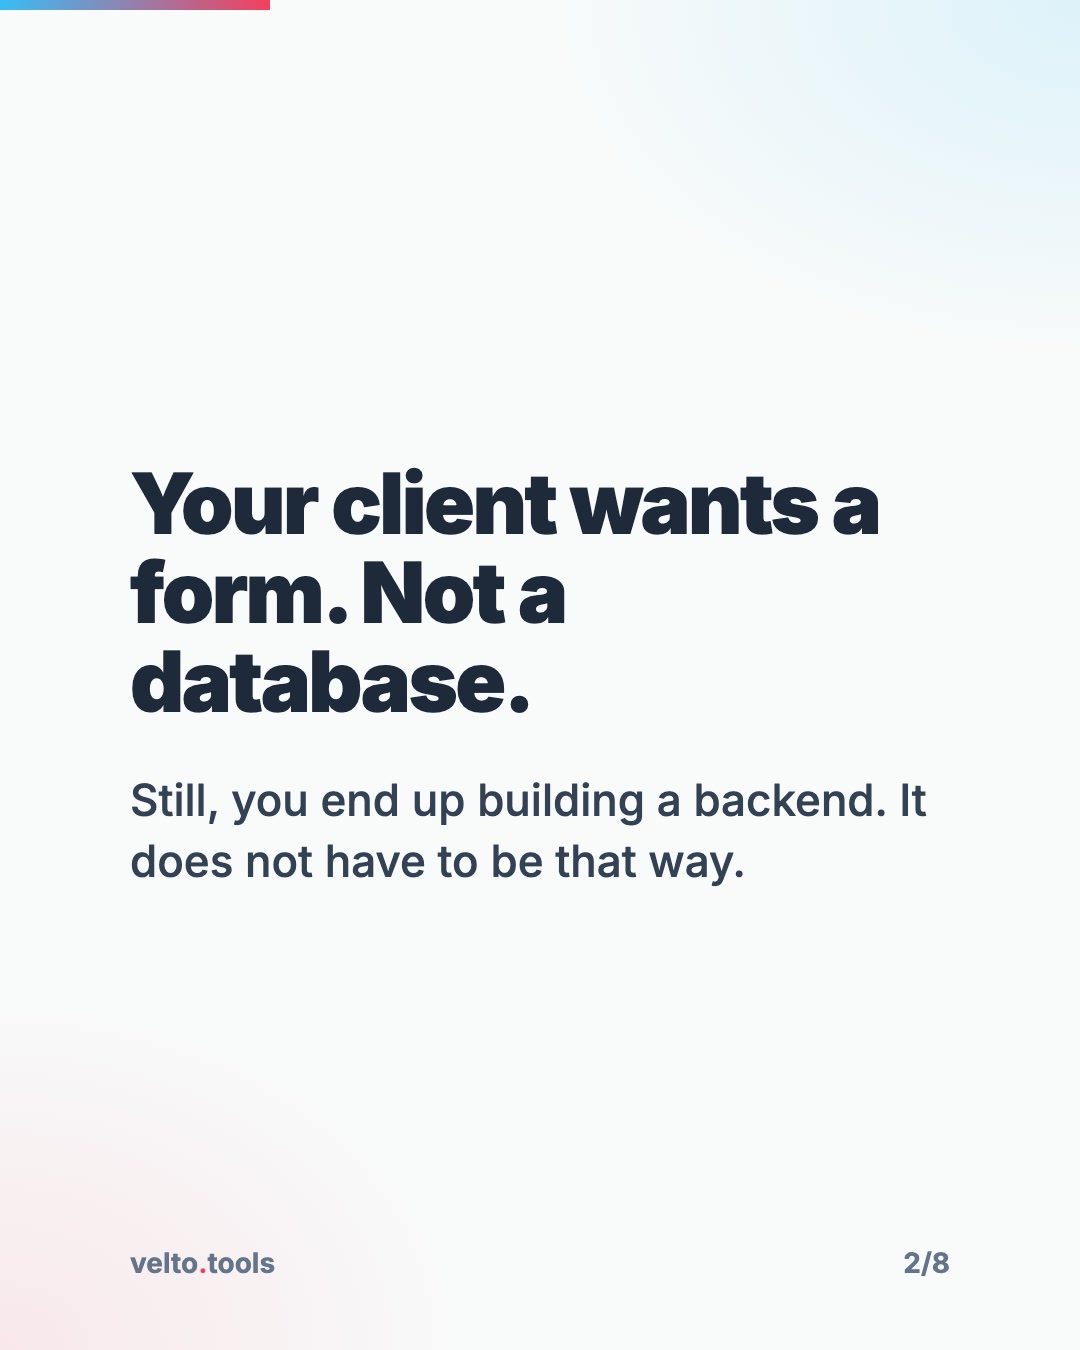 Your client wants a
form. Not a
database.
Still, you end up building a backend. It
does not have to be that way.
velto.tools
2/8